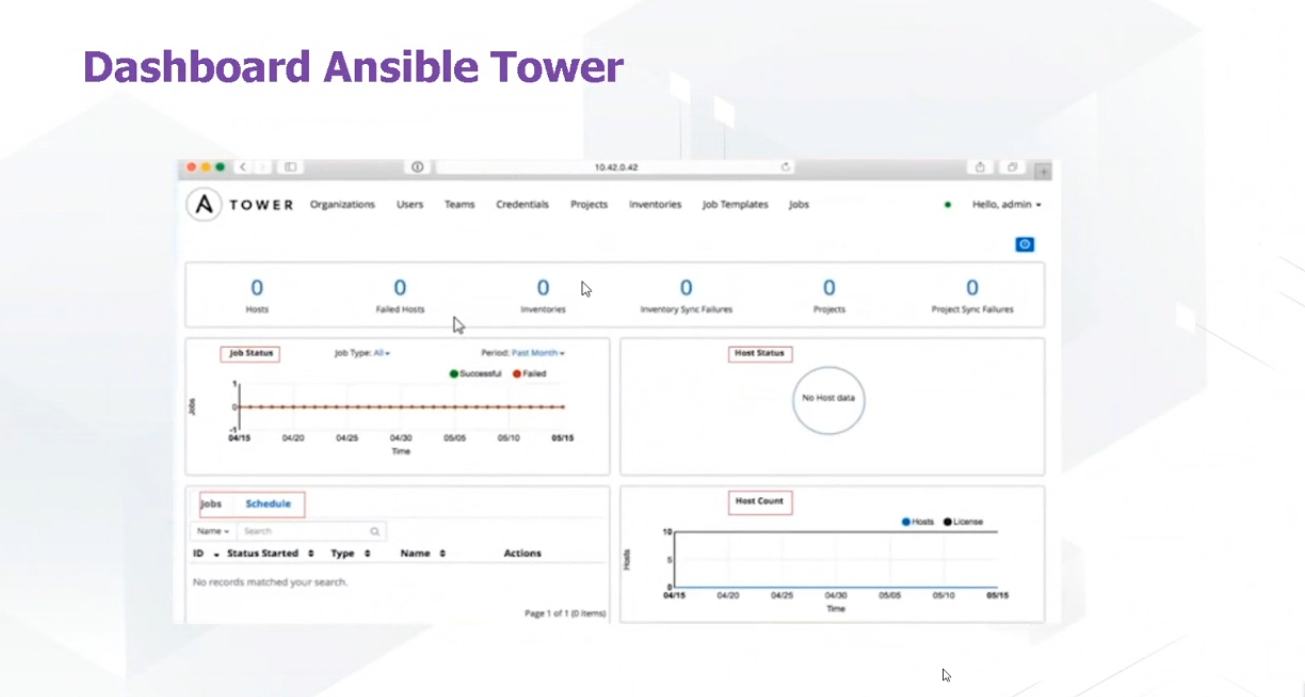 Dashboard Ansible Tower
10.42.0.42
A TOWER Organizations Users Teams Credentials Projects Inventories Job Templates Jobs Hello, admin
0 0 0 0 0 0
Hosts Failed Hosts Inventories Inventory Sync Failures Projects Project Sync Failures
Job Status Job Type: All Period: Past Month
Successful Failed
1
0
-1
Jobs
04/15 04/20 04/25 04/30 05/05 05/10 05/15
Time
Host Status
No Host data
Jobs Schedule
Name Search
ID Status Started Type Name Actions
No records matched your search.
Page 1 of 1 (0 items)
Host Count
Hosts License
10
5
0
Hosts
04/15 04/20 04/25 04/30 05/05 05/10 05/15
Time